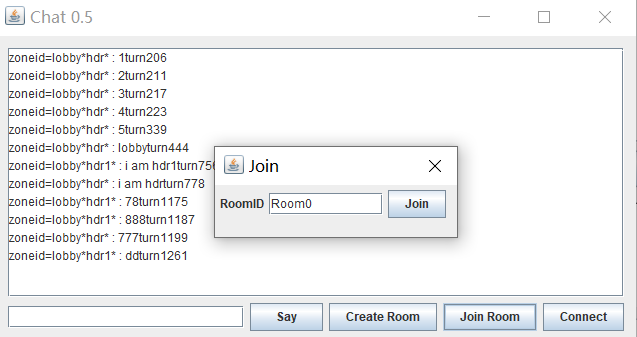 Chat 0.5
zoneid=lobby*hdr* : 1turn206
zoneid=lobby*hdr* : 2turn211
zoneid=lobby*hdr* : 3turn217
zoneid=lobby*hdr* : 4turn223
zoneid=lobby*hdr* : 5turn339
zoneid=lobby*hdr* : lobbyturn444
zoneid=lobby*hdr1* : i am hdr1turn756
zoneid=lobby*hdr* : i am hdrturn778
zoneid=lobby*hdr1* : 78turn1175
zoneid=lobby*hdr1* : 888turn1187
zoneid=lobby*hdr* : 777turn1199
zoneid=lobby*hdr1* : ddturn1261
Join
RoomID Room0 Join
Say Create Room Join Room Connect